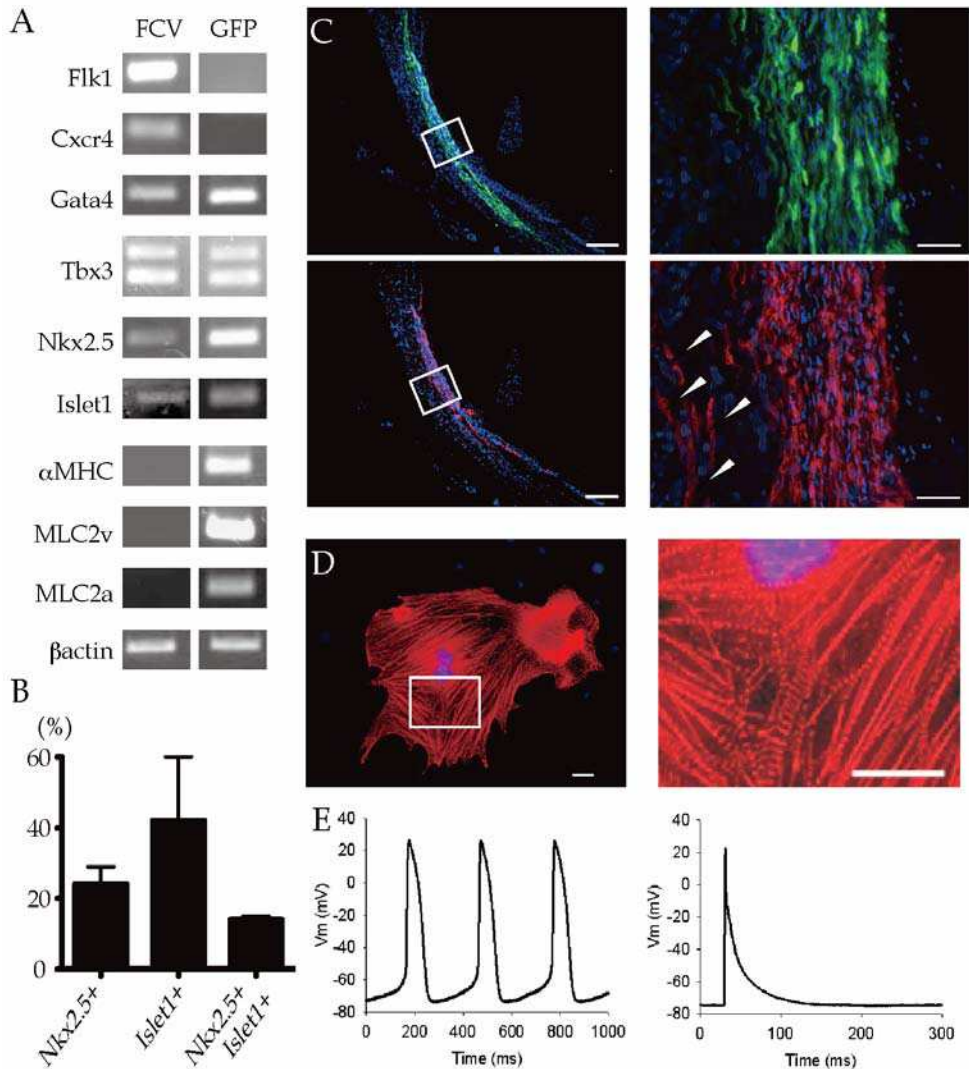 A
FCV GFP
Flk1
Cxcr4
Gata4
Tbx3
Nkx2.5
Islet1
αMHC
MLC2v
MLC2a
βactin
B
(%)
60
40
20
0
Nkx2.5+
Islet1+
Nkx2.5+
Islet1+
C
D
E
40
20
0
-20
-40
-60
-80
Vm (mV)
0 200 400 600 800 1000
Time (ms)
40
20
0
-20
-40
-60
-80
Vm (mV)
0 100 200 300
Time (ms)